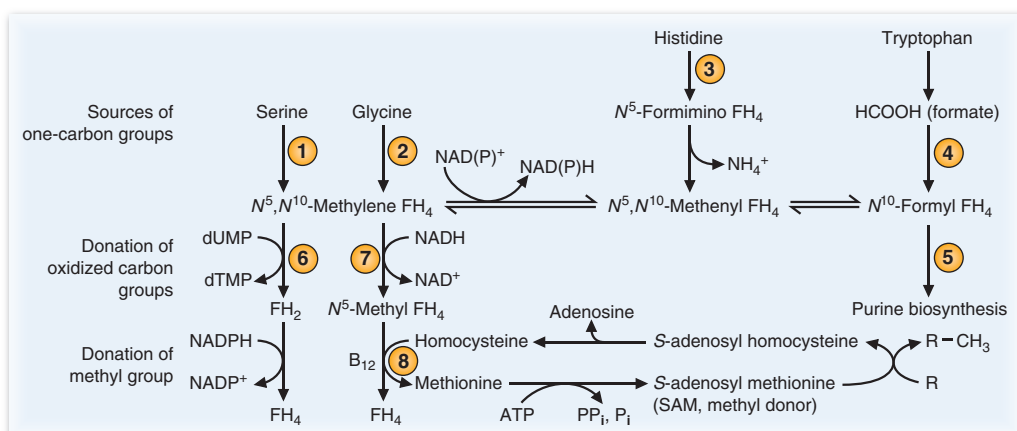 Histidine
Tryptophan
3
Sources of
one-carbon groups
Serine
Glycine
N⁵-Formimino FH₄
HCOOH (formate)
1
2
4
NAD(P)⁺
NAD(P)H
NH₄⁺
N⁵,N¹⁰-Methylene FH₄
N⁵,N¹⁰-Methenyl FH₄
N¹⁰-Formyl FH₄
Donation of
oxidized carbon
groups
dUMP
dTMP
6
7
NADH
NAD⁺
5
FH₂
N⁵-Methyl FH₄
Purine biosynthesis
Donation of
methyl group
NADPH
NADP⁺
B₁₂
8
Homocysteine
Adenosine
S-adenosyl homocysteine
R–CH₃
Methionine
S-adenosyl methionine
(SAM, methyl donor)
R
FH₄
FH₄
ATP
PPᵢ, Pᵢ